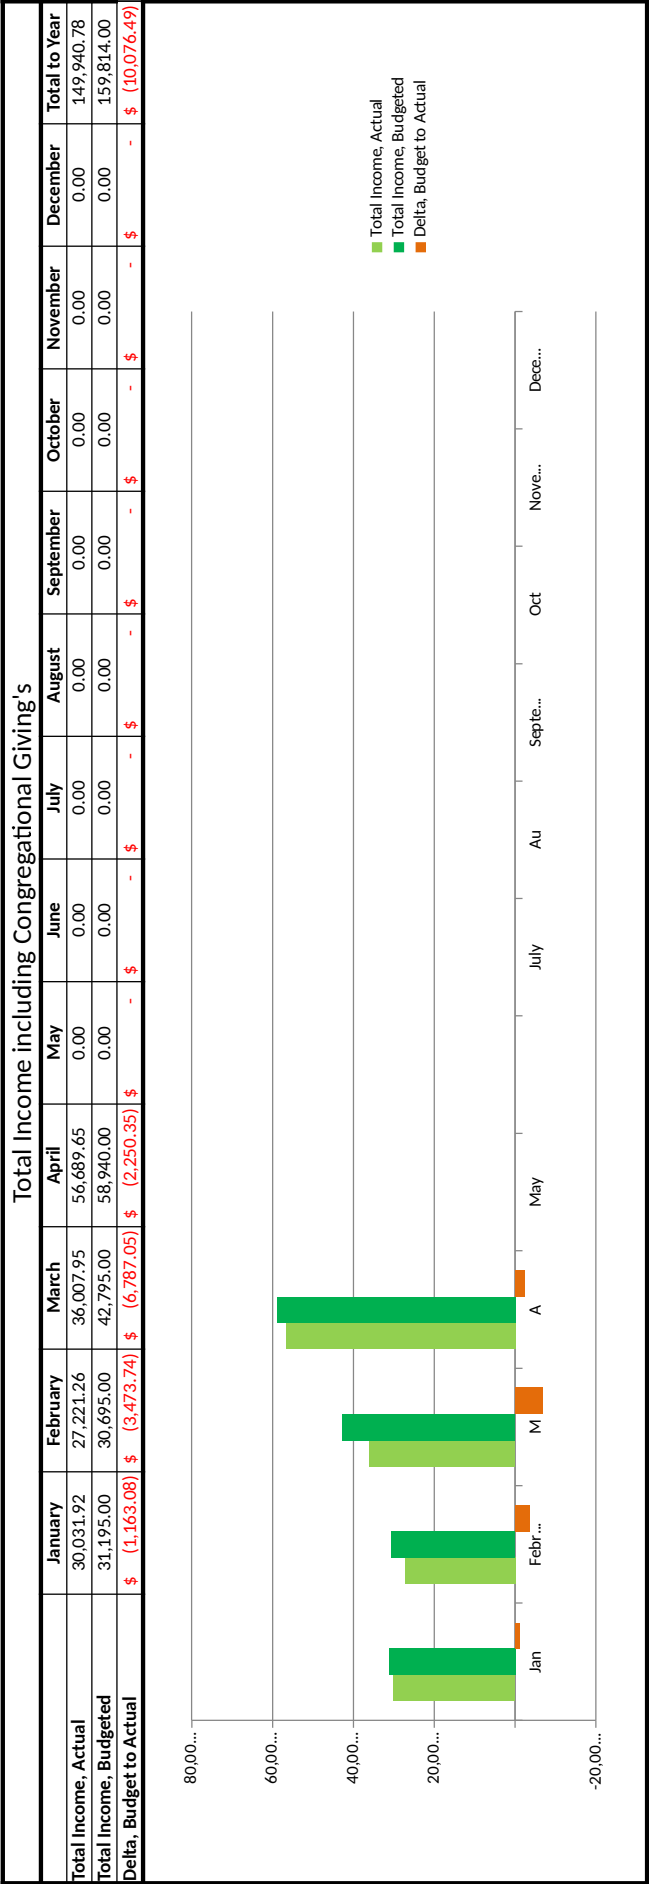 Total Income including Congregational Giving's
January February March April May June July August September October November December Total to Year
Total Income, Actual 30,031.92 27,221.26 36,007.95 56,689.65 0.00 0.00 0.00 0.00 0.00 0.00 0.00 0.00 149,940.78
Total Income, Budgeted 31,195.00 30,695.00 42,795.00 58,940.00 0.00 0.00 0.00 0.00 0.00 0.00 0.00 0.00 159,814.00
Delta, Budget to Actual $ (1,163.08) $ (3,473.74) $ (6,787.05) $ (2,250.35) $ - $ - $ - $ - $ - $ - $ - $ - $ (10,076.49)
80,00...
60,00...
40,00...
20,00...
-20,00...
Jan Febr... M A May July Au Septe... Oct Nove... Dece...
Total Income, Actual
Total Income, Budgeted
Delta, Budget to Actual